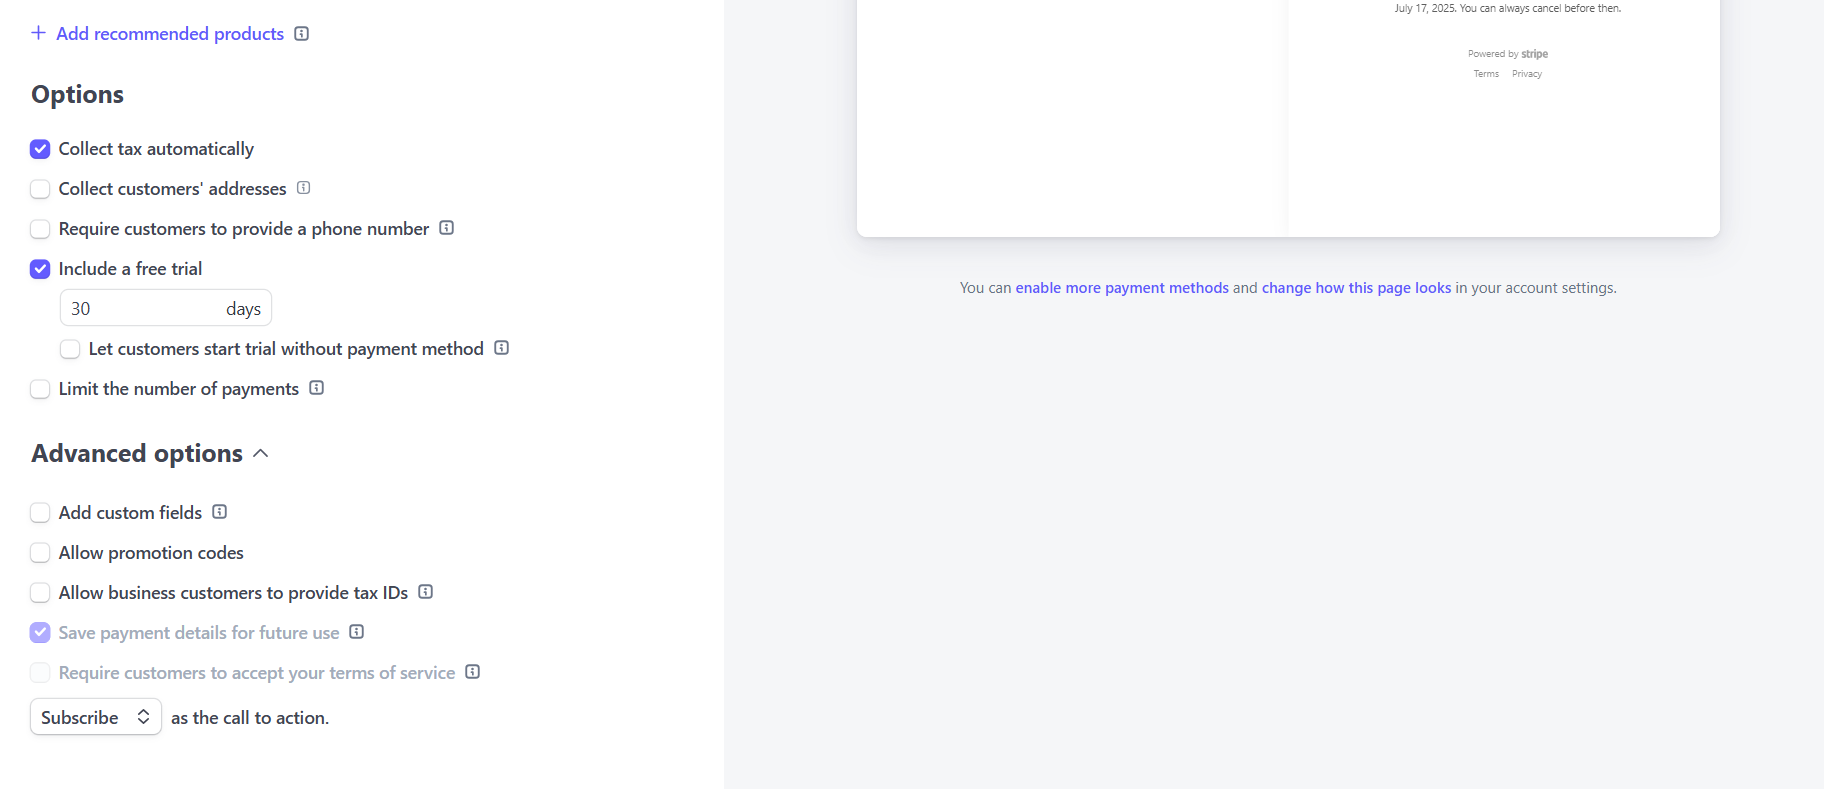 + Add recommended products
Options
Collect tax automatically
Collect customers' addresses
Require customers to provide a phone number
Include a free trial
30 days
Let customers start trial without payment method
Limit the number of payments
Advanced options
Add custom fields
Allow promotion codes
Allow business customers to provide tax IDs
Save payment details for future use
Require customers to accept your terms of service
Subscribe as the call to action.
July 17, 2025. You can always cancel before then.
Powered by stripe
Terms Privacy
You can enable more payment methods and change how this page looks in your account settings.